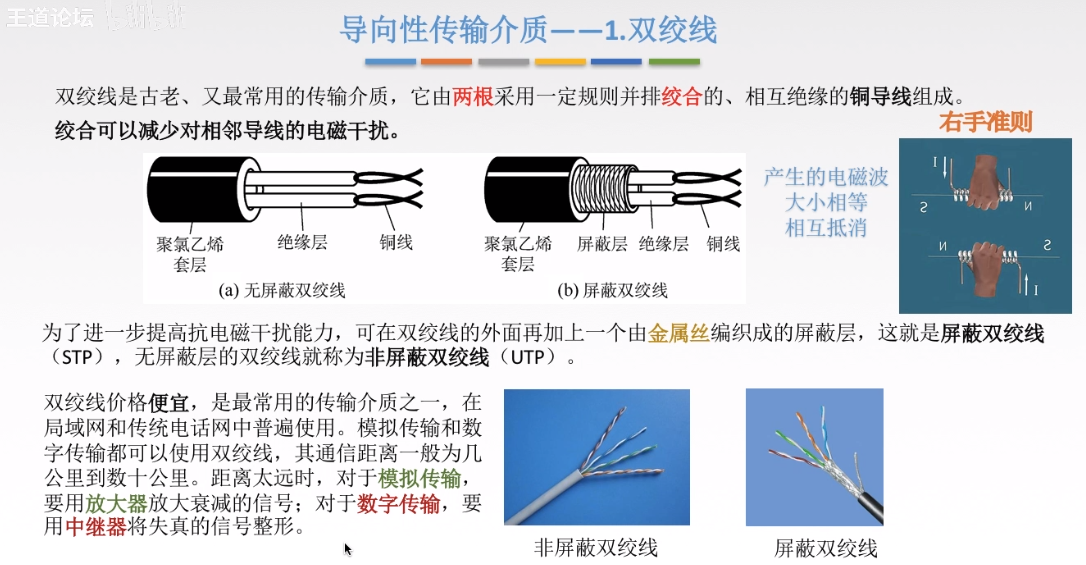 王道论坛
导向性传输介质——1.双绞线
双绞线是古老、又最常用的传输介质，它由两根采用一定规则并排绞合的、相互绝缘的铜导线组成。
绞合可以减少对相邻导线的电磁干扰。
右手准则
产生的电磁波
大小相等
相互抵消
I
S
N
N
S
I
聚氯乙烯
套层
绝缘层
铜线
(a) 无屏蔽双绞线
聚氯乙烯
套层
屏蔽层
绝缘层
铜线
(b) 屏蔽双绞线
为了进一步提高抗电磁干扰能力，可在双绞线的外面再加上一个由金属丝编织成的屏蔽层，这就是屏蔽双绞线
（STP），无屏蔽层的双绞线就称为非屏蔽双绞线（UTP）。
双绞线价格便宜，是最常用的传输介质之一，在
局域网和传统电话网中普遍使用。模拟传输和数
字传输都可以使用双绞线，其通信距离一般为几
公里到数十公里。距离太远时，对于模拟传输，
要用放大器放大衰减的信号；对于数字传输，要
用中继器将失真的信号整形。
非屏蔽双绞线
屏蔽双绞线